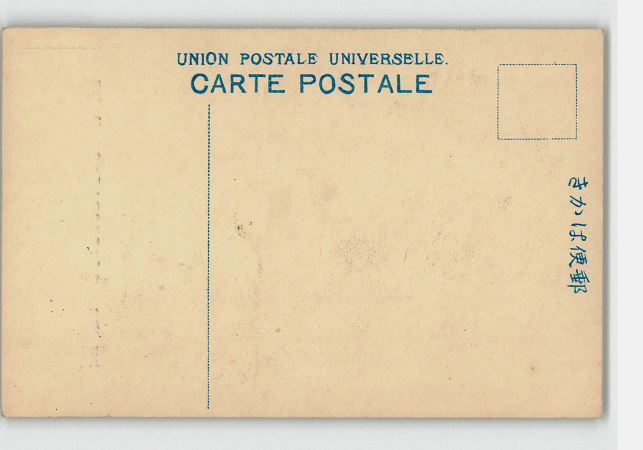 UNION POSTALE UNIVERSELLE.
CARTE POSTALE
郵便はかき